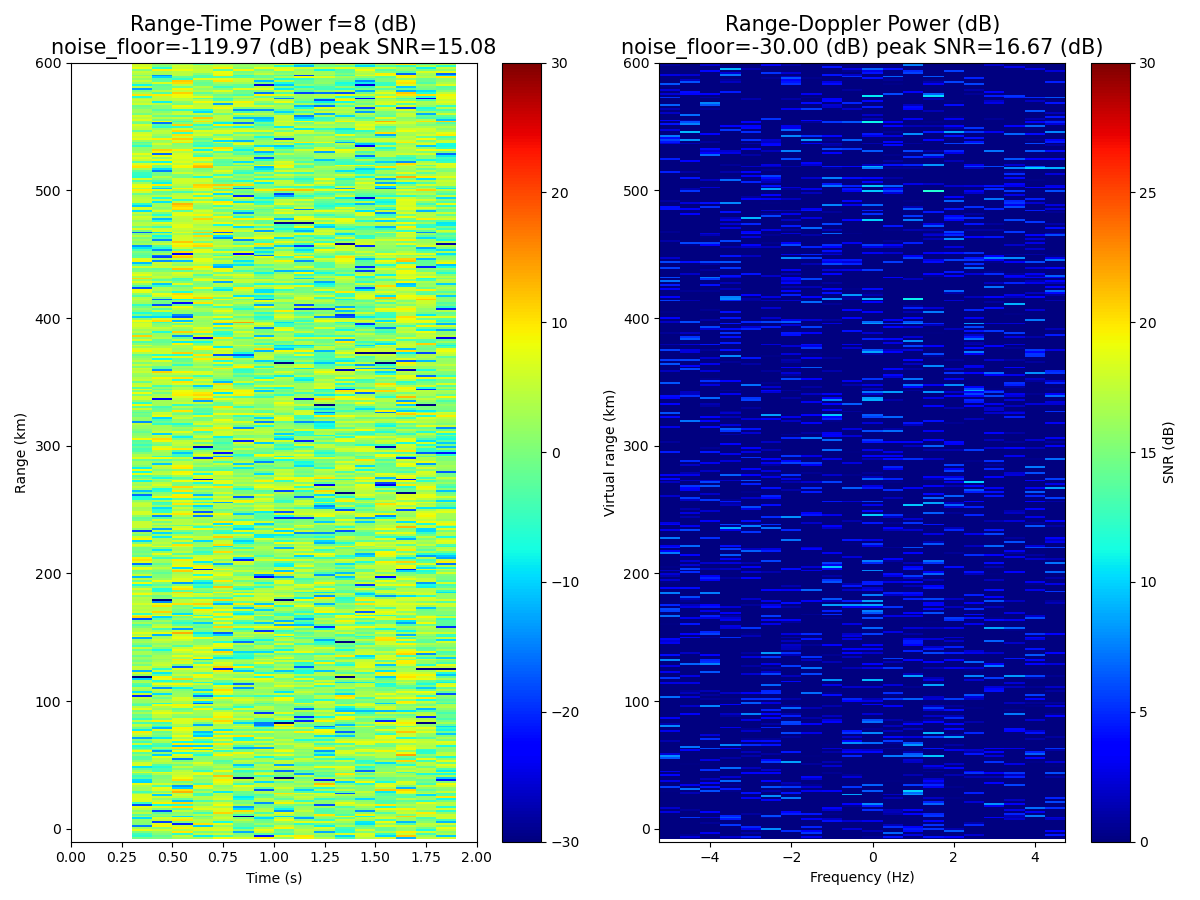 Range-Time Power f=8 (dB)
noise_floor=-119.97 (dB) peak SNR=15.08
Range (km)
600
500
400
300
200
100
0
0.00 0.25 0.50 0.75 1.00 1.25 1.50 1.75 2.00
Time (s)
30
20
10
0
−10
−20
−30
Range-Doppler Power (dB)
noise_floor=-30.00 (dB) peak SNR=16.67 (dB)
Virtual range (km)
600
500
400
300
200
100
0
−4 −2 0 2 4
Frequency (Hz)
30
25
20
15
10
5
0
SNR (dB)